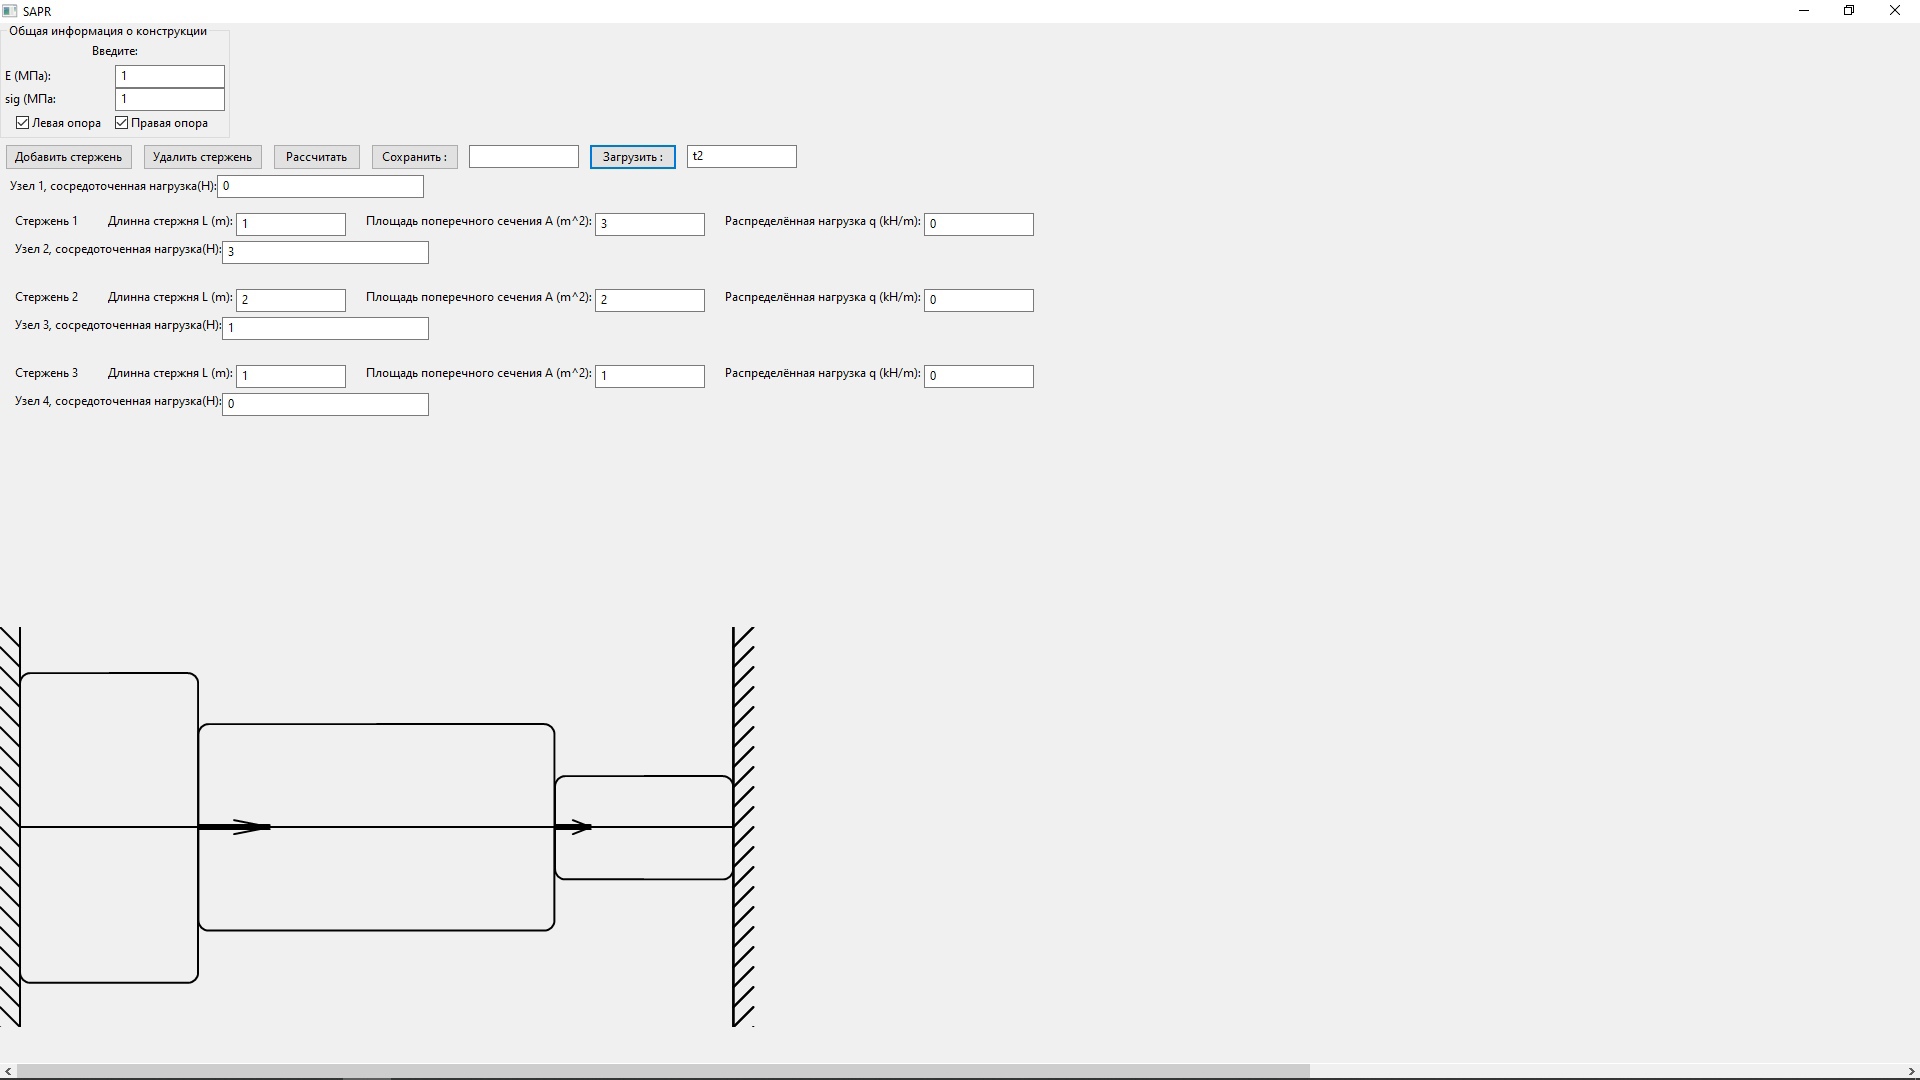 SAPR
Общая информация о конструкции
Введите:
E (МПа): 1
sig (МПа: 1
Левая опора Правая опора
Добавить стержень Удалить стержень Рассчитать Сохранить : Загрузить : t2
Узел 1, сосредоточенная нагрузка(Н): 0
Стержень 1 Длинна стержня L (m): 1 Площадь поперечного сечения A (m^2): 3 Распределённая нагрузка q (kH/m): 0
Узел 2, сосредоточенная нагрузка(Н): 3
Стержень 2 Длинна стержня L (m): 2 Площадь поперечного сечения A (m^2): 2 Распределённая нагрузка q (kH/m): 0
Узел 3, сосредоточенная нагрузка(Н): 1
Стержень 3 Длинна стержня L (m): 1 Площадь поперечного сечения A (m^2): 1 Распределённая нагрузка q (kH/m): 0
Узел 4, сосредоточенная нагрузка(Н): 0